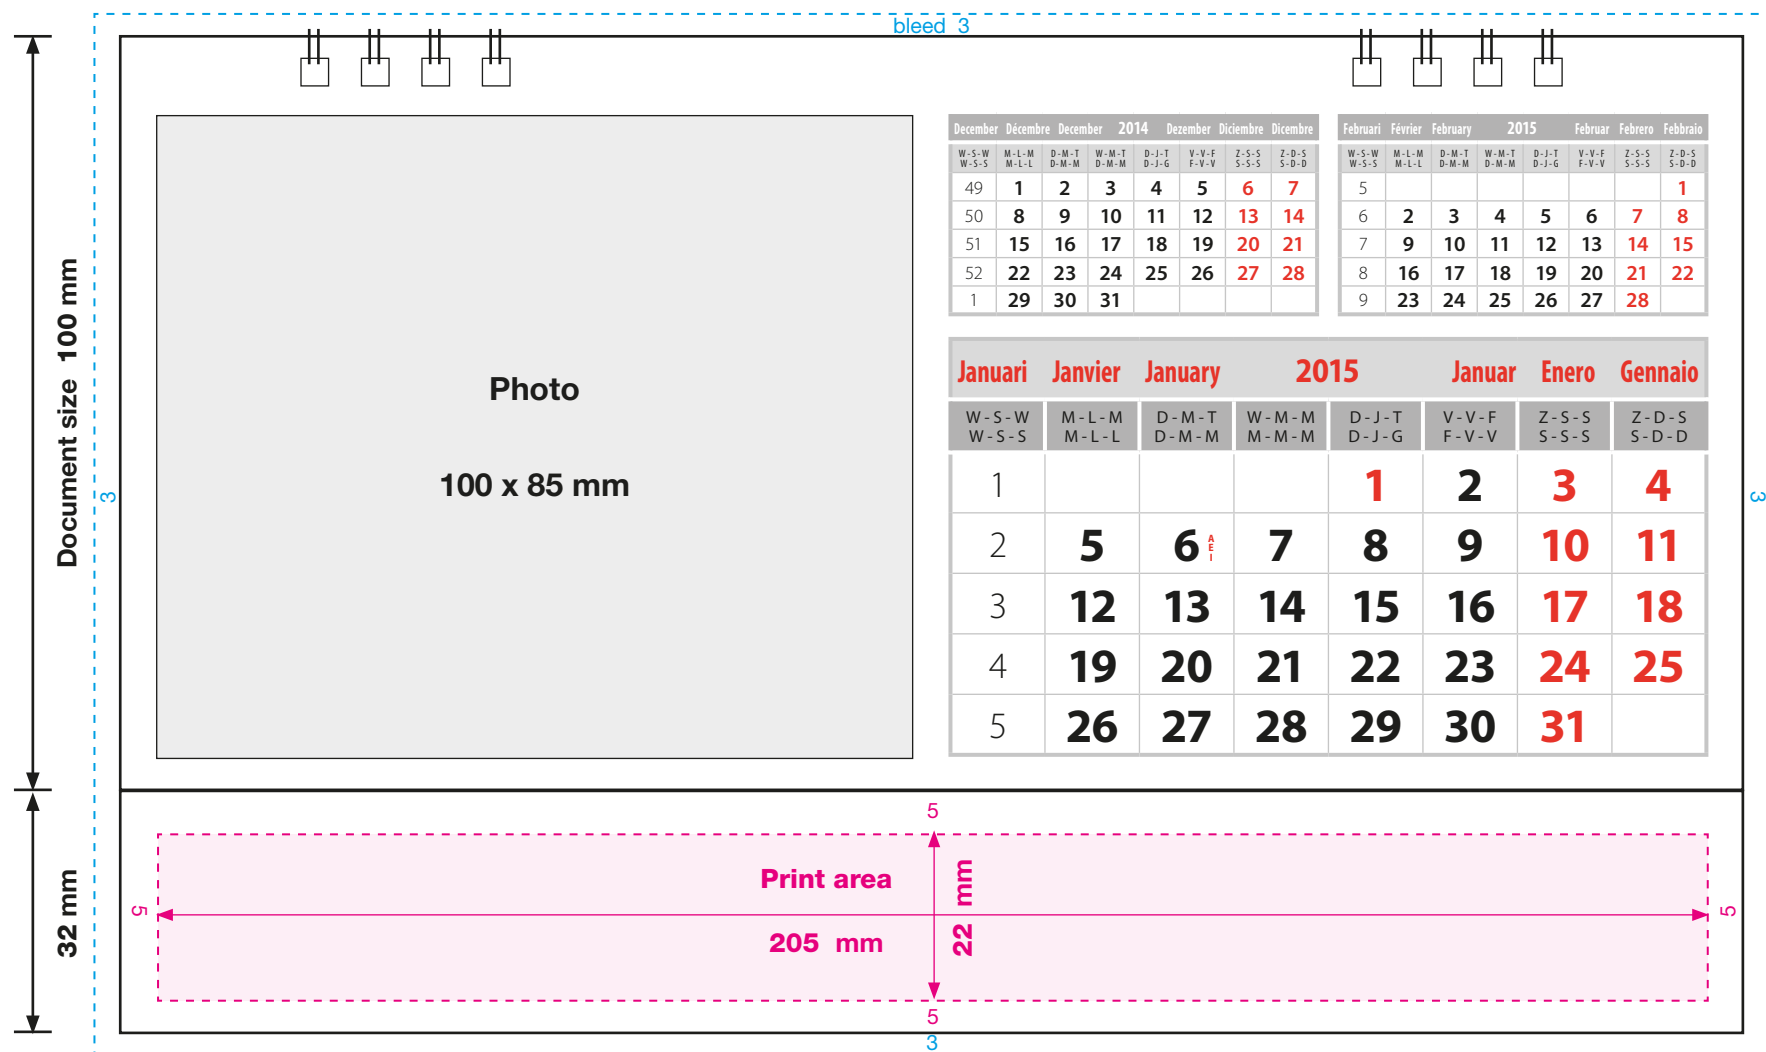 bleed 3
Document size 100 mm
3
3
Photo
100 x 85 mm
December Décembre December 2014 Dezember Diciembre Dicembre
W-S-W M-L-M D-M-T W-M-T D-J-T V-V-F Z-S-S Z-D-S
W-S-S M-L-L D-M-M D-M-M D-J-G F-V-V S-S-S S-D-D
49 1 2 3 4 5 6 7
50 8 9 10 11 12 13 14
51 15 16 17 18 19 20 21
52 22 23 24 25 26 27 28
1 29 30 31
Februari Février February 2015 Februar Febrero Febbraio
W-S-W M-L-M D-M-T W-M-T D-J-T V-V-F Z-S-S Z-D-S
W-S-S M-L-L D-M-M D-M-M D-J-G F-V-V S-S-S S-D-D
5 1
6 2 3 4 5 6 7 8
7 9 10 11 12 13 14 15
8 16 17 18 19 20 21 22
9 23 24 25 26 27 28
Januari Janvier January 2015 Januar Enero Gennaio
W-S-W M-L-M D-M-T W-M-M D-J-T V-V-F Z-S-S Z-D-S
W-S-S M-L-L D-M-M M-M-M D-J-G F-V-V S-S-S S-D-D
1 1 2 3 4
2 5 6 A E I 7 8 9 10 11
3 12 13 14 15 16 17 18
4 19 20 21 22 23 24 25
5 26 27 28 29 30 31
32 mm
5
Print area
205 mm
22 mm
5
5
5
3